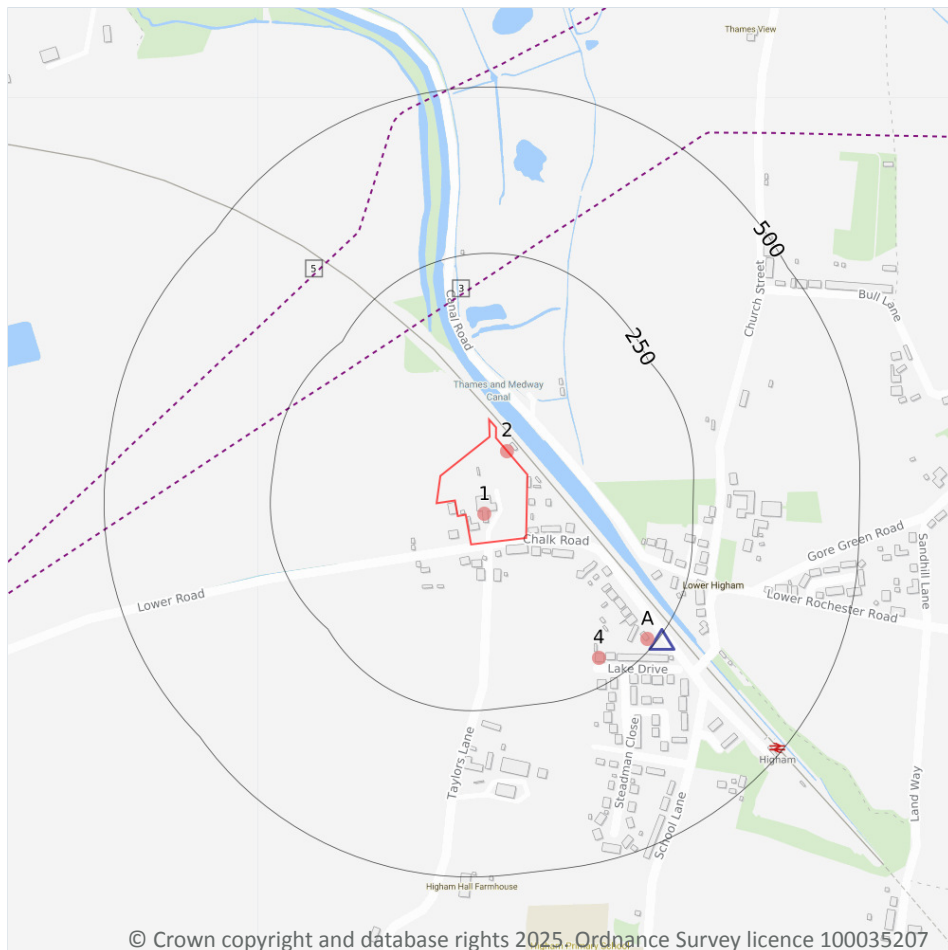 Thames View
500
Church Street
Bull Lane
5
3
Canal Road
250
Thames and Medway
Canal
2
1
Chalk Road
Gore Green Road
Sandhill Lane
Lower Higham
Lower Road
Lower Rochester Road
A
4
Lake Drive
Steadman Close
Taylors Lane
School Lane
Higham
Land Way
Higham Hall Farmhouse
Higham Primary School
© Crown copyright and database rights 2025. Ordnance Survey licence 100035207